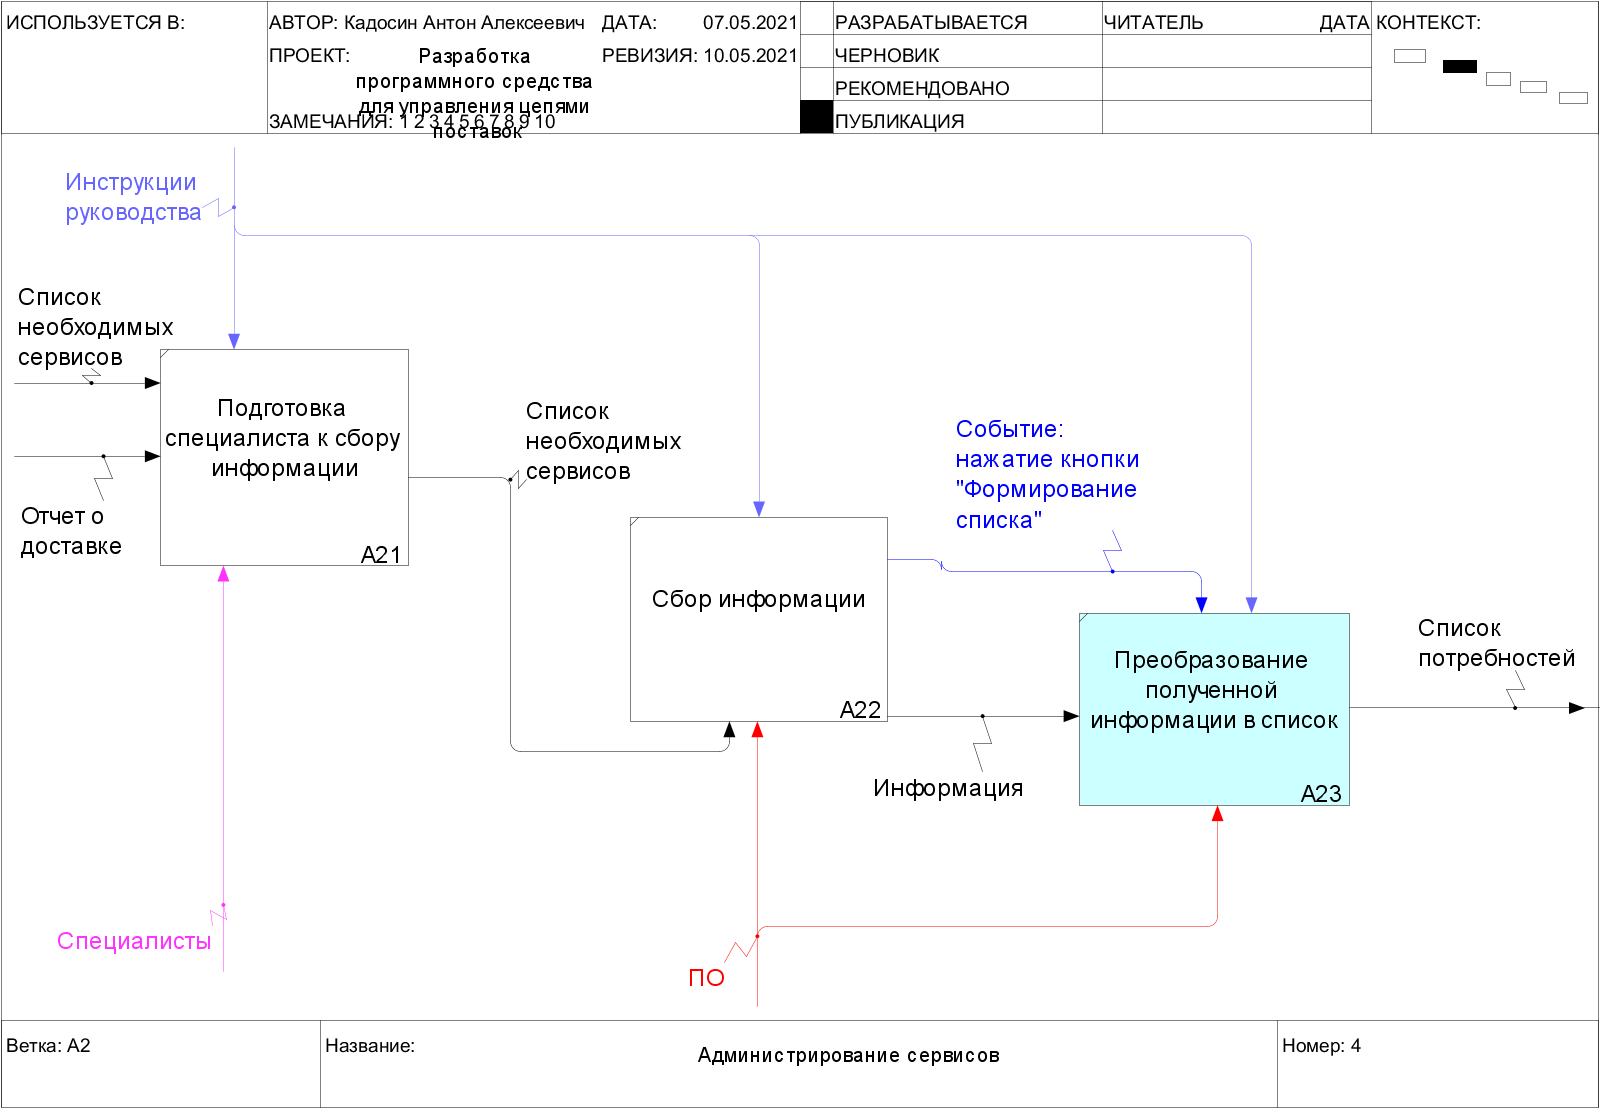 ИСПОЛЬЗУЕТСЯ В:
АВТОР: Кадосин Антон Алексеевич
ДАТА: 07.05.2021
ПРОЕКТ:
Разработка
программного средства
для управления цепями
поставок
РЕВИЗИЯ: 10.05.2021
ЗАМЕЧАНИЯ: 1 2 3 4 5 6 7 8 9 10
РАЗРАБАТЫВАЕТСЯ
ЧЕРНОВИК
РЕКОМЕНДОВАНО
ПУБЛИКАЦИЯ
ЧИТАТЕЛЬ
ДАТА
КОНТЕКСТ:
Инструкции
руководства
Список
необходимых
сервисов
Подготовка
специалиста к сбору
информации
A21
Отчет о
доставке
Список
необходимых
сервисов
Событие:
нажатие кнопки
"Формирование
списка"
Сбор информации
A22
Преобразование
полученной
информации в список
A23
Список
потребностей
Информация
Специалисты
ПО
Ветка: A2
Название:
Администрирование сервисов
Номер: 4